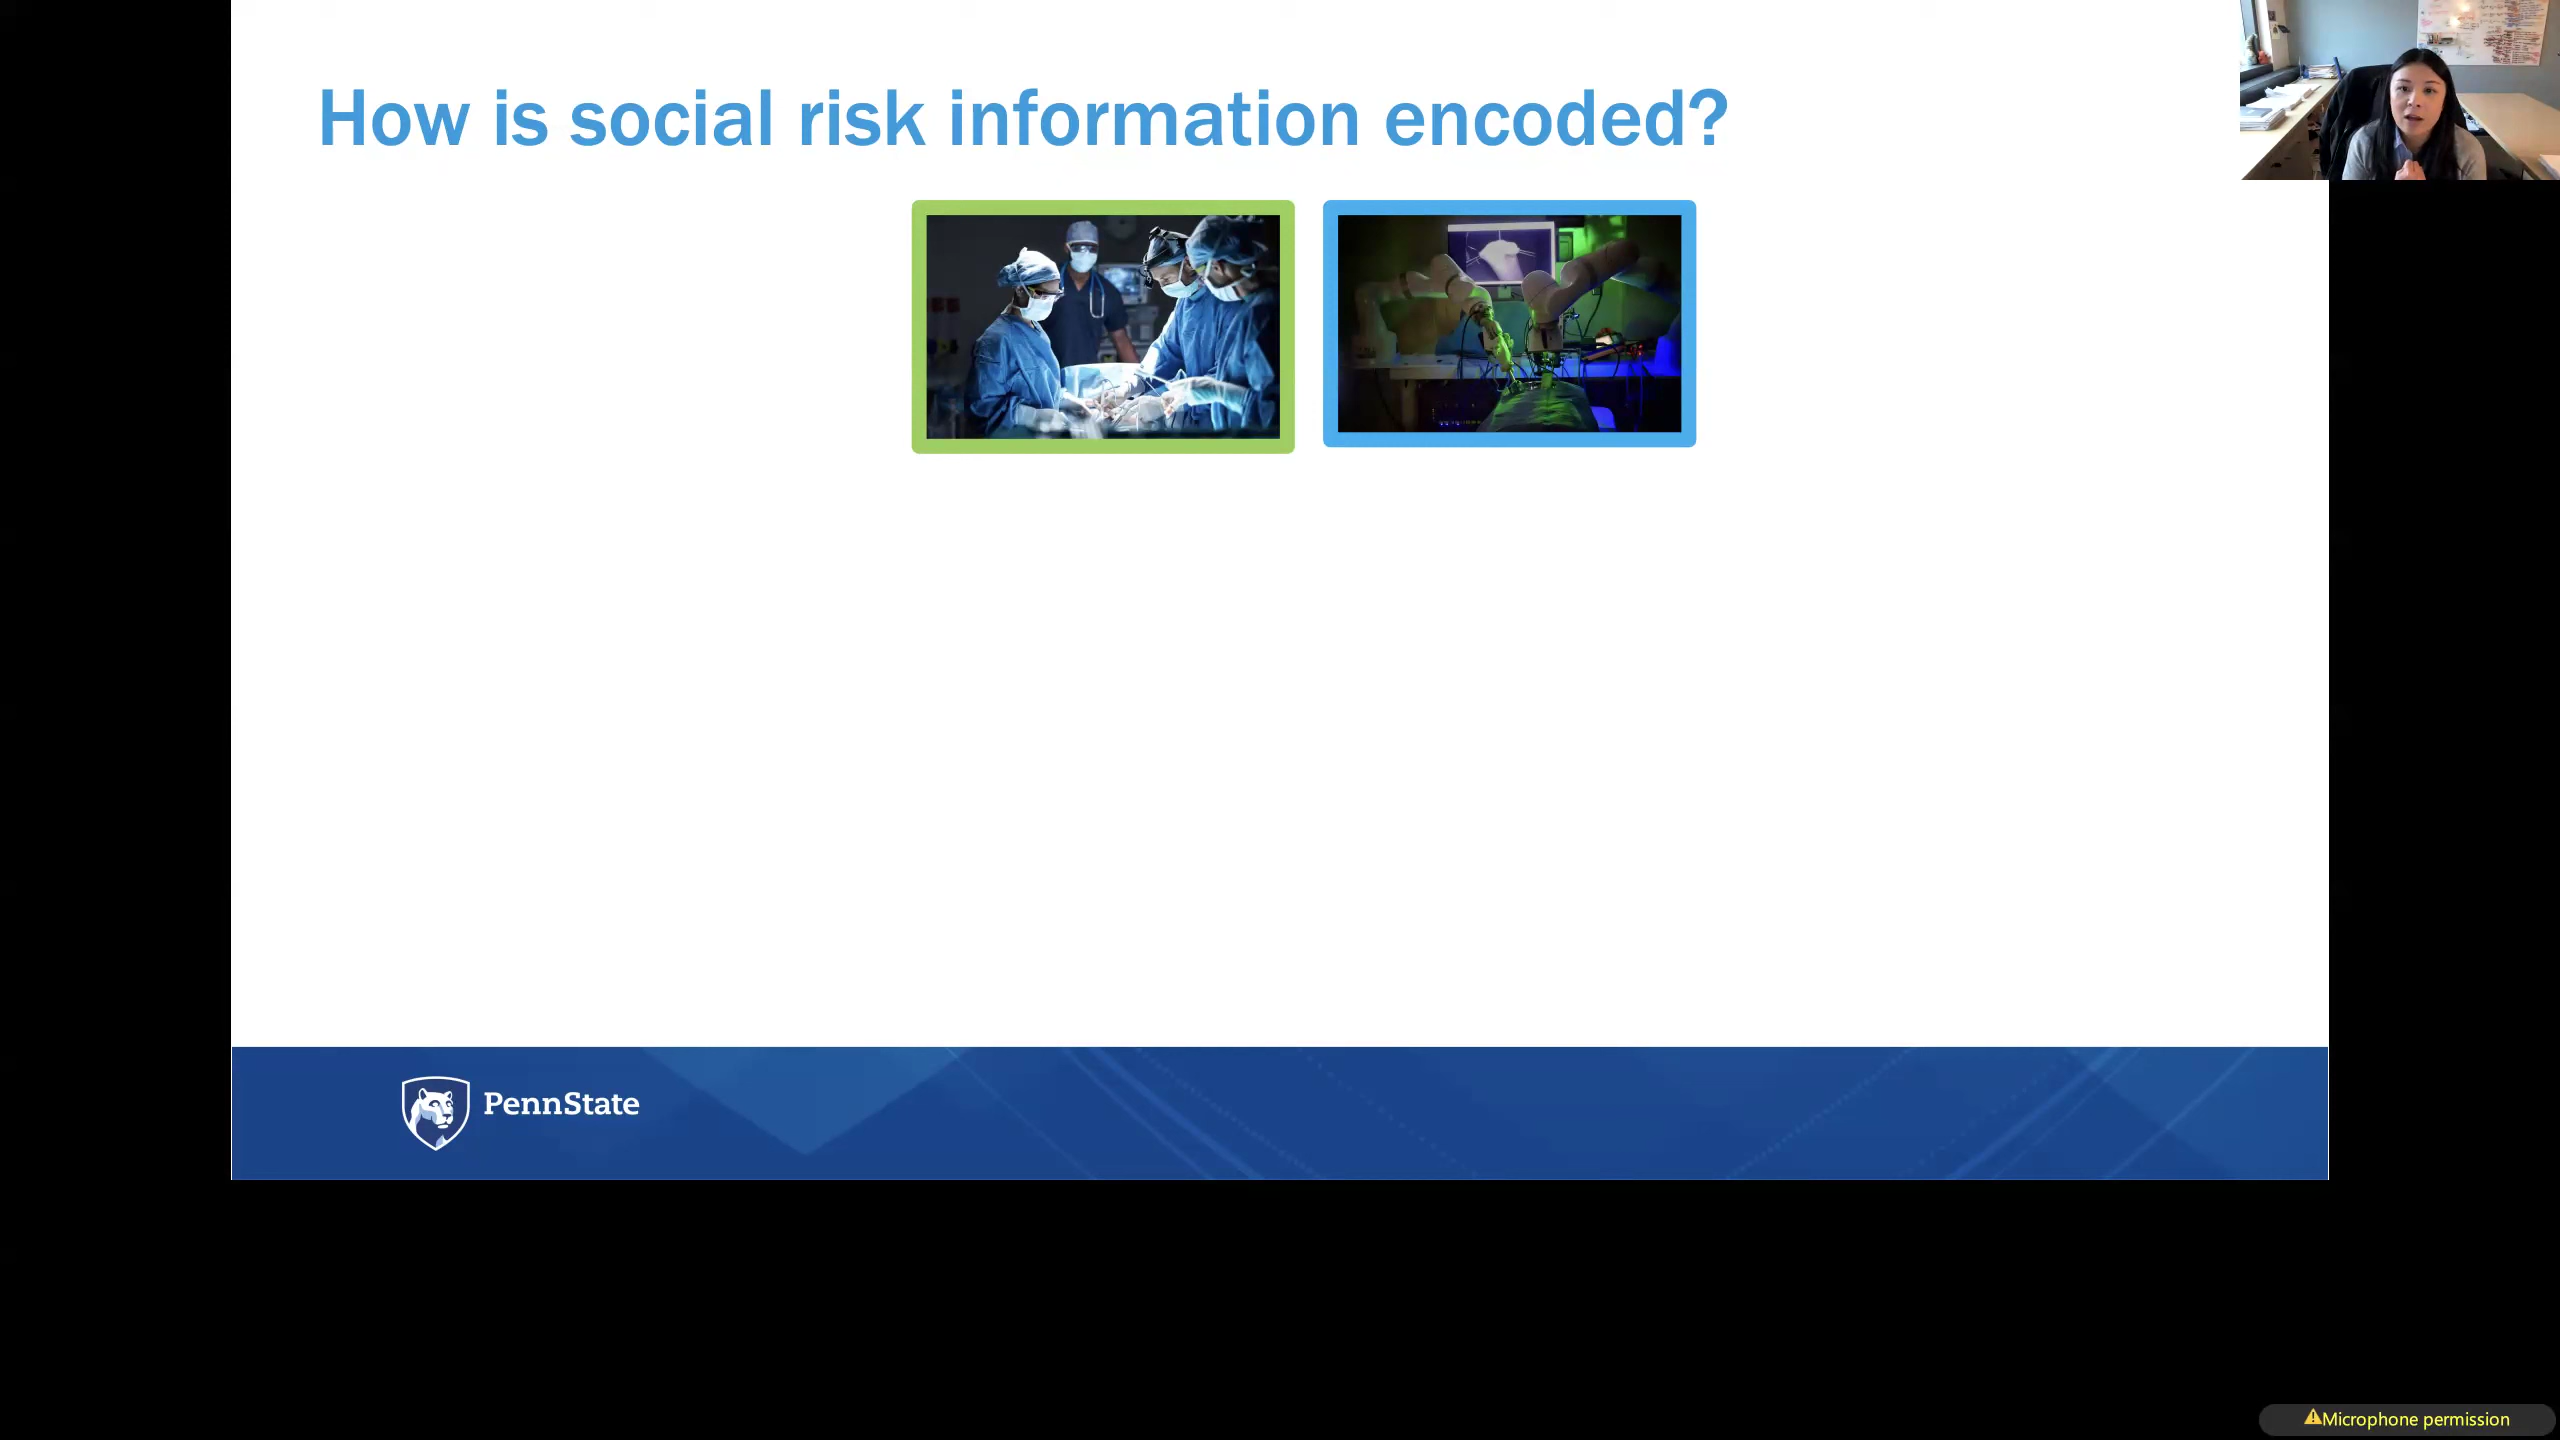 How is social risk information encoded?
PennState
Microphone permission